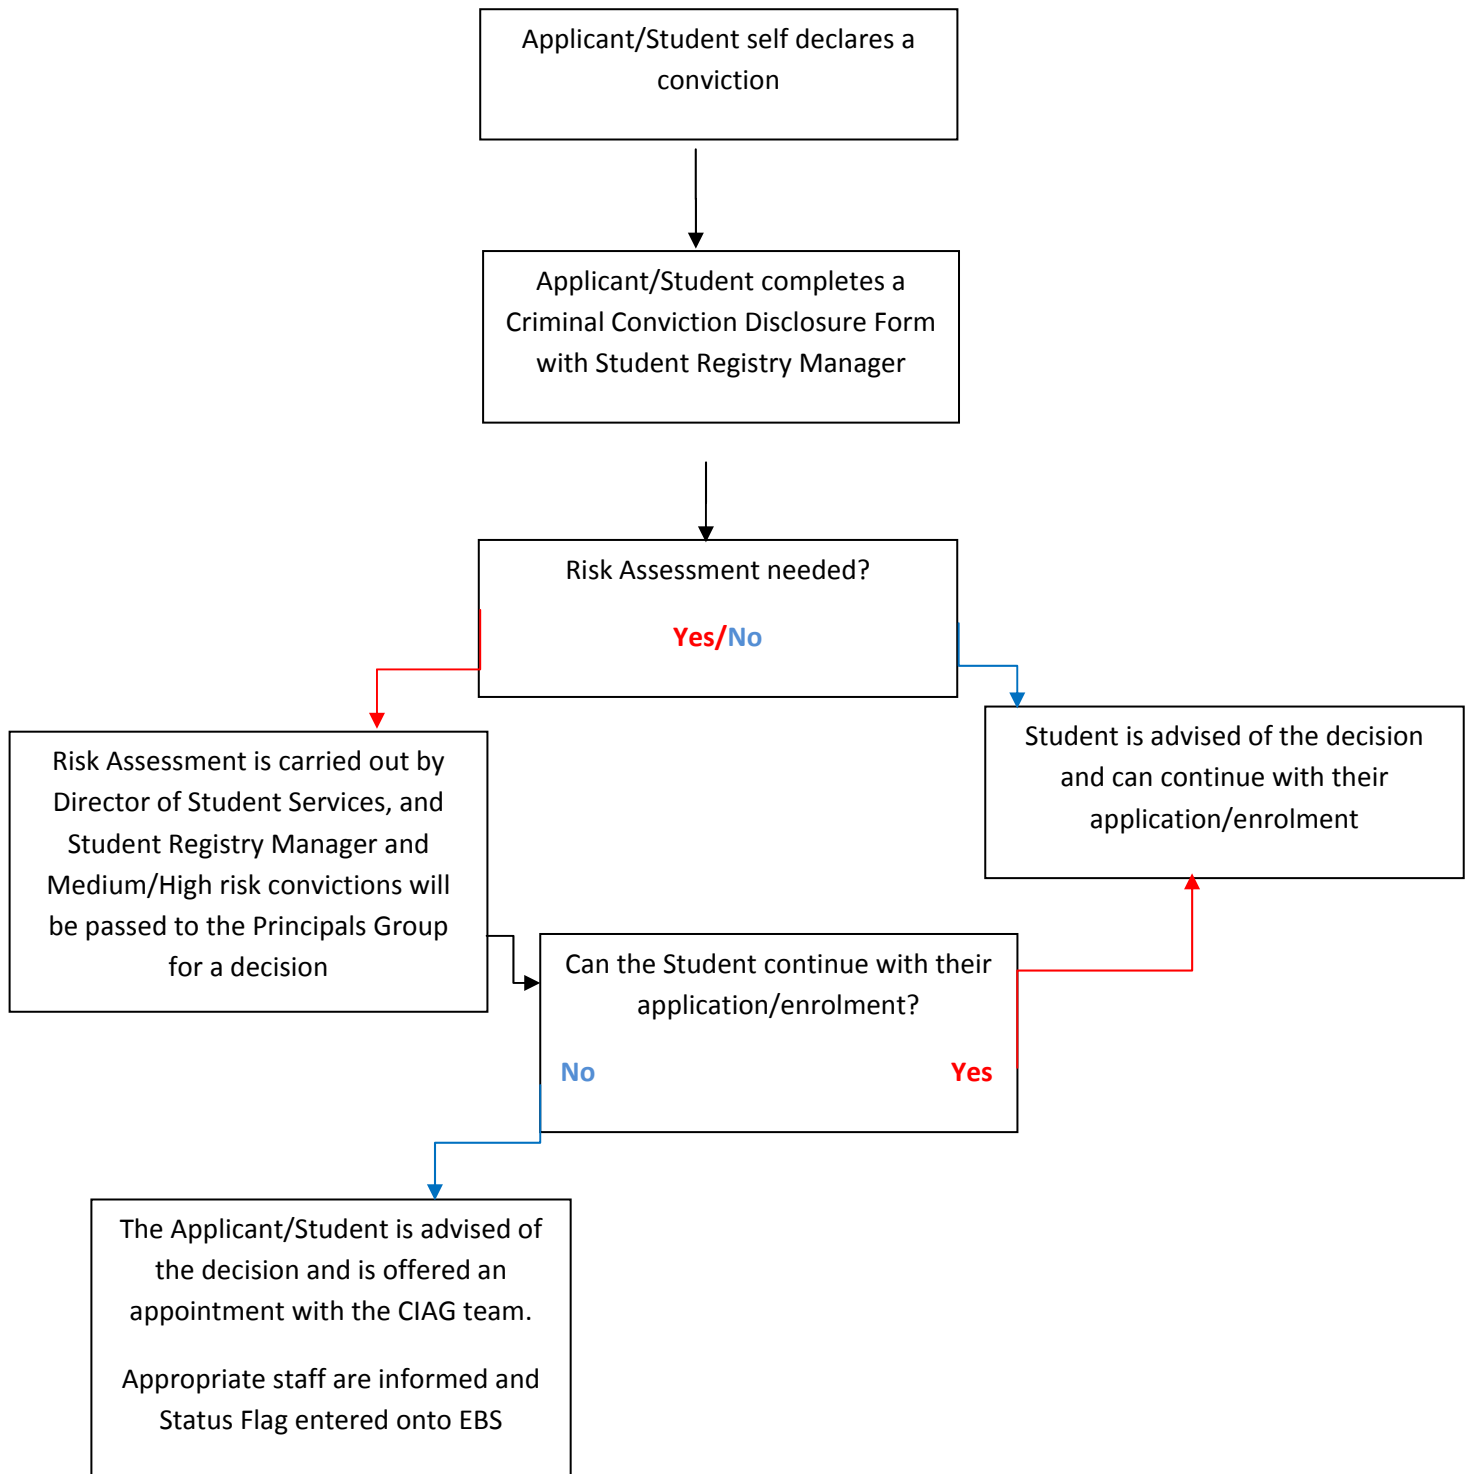 Applicant/Student self declares a
conviction
Applicant/Student completes a
Criminal Conviction Disclosure Form
with Student Registry Manager
Risk Assessment needed?
Yes/No
Risk Assessment is carried out by
Director of Student Services, and
Student Registry Manager and
Medium/High risk convictions will
be passed to the Principals Group
for a decision
Student is advised of the decision
and can continue with their
application/enrolment
Can the Student continue with their
application/enrolment?
No Yes
The Applicant/Student is advised of
the decision and is offered an
appointment with the CIAG team.
Appropriate staff are informed and
Status Flag entered onto EBS